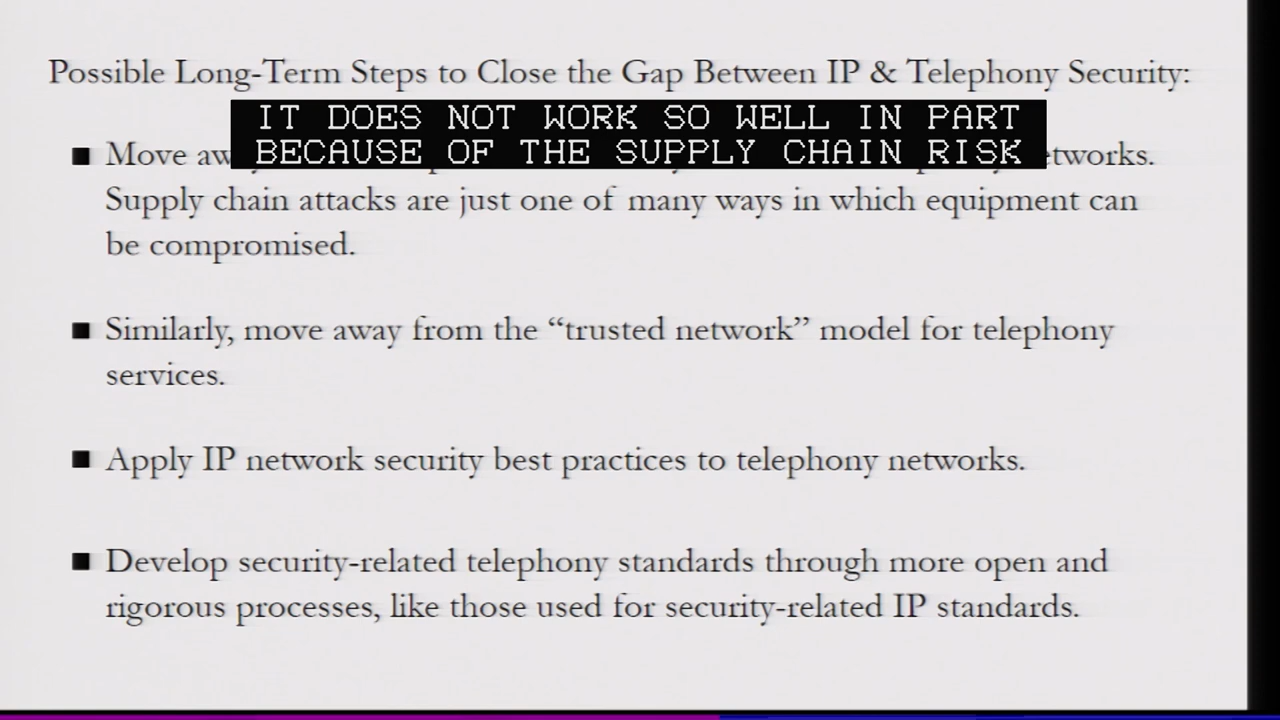 Possible Long-Term Steps to Close the Gap Between IP & Telephony Security:
IT DOES NOT WORK SO WELL IN PART
BECAUSE OF THE SUPPLY CHAIN RISK
■ Move
Supply chain attacks are just one of many ways in which equipment can
be compromised.
■ Similarly, move away from the “trusted network” model for telephony
services.
■ Apply IP network security best practices to telephony networks.
■ Develop security-related telephony standards through more open and
rigorous processes, like those used for security-related IP standards.